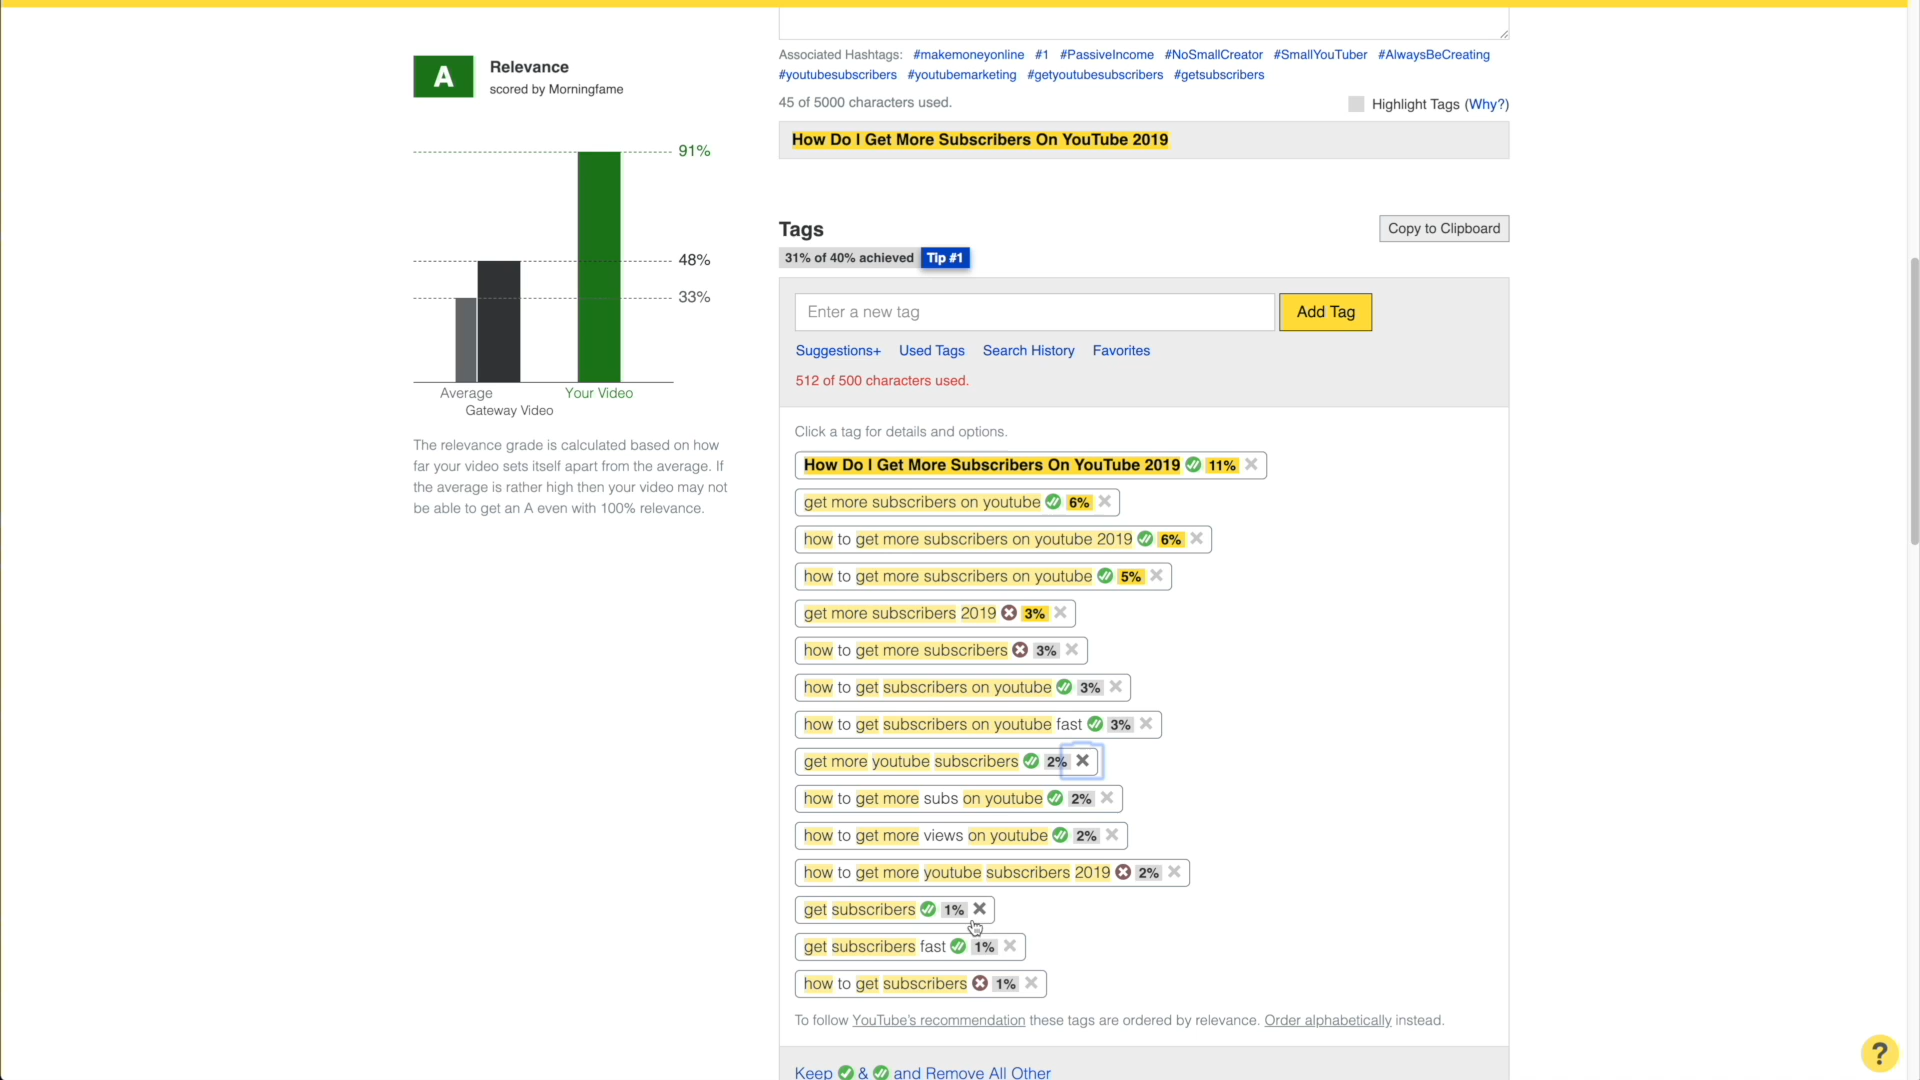 A
Relevance
scored by Morningfame
91%
48%
33%
Average
Your Video
Gateway Video
The relevance grade is calculated based on how
far your video sets itself apart from the average. If
the average is rather high then your video may not
be able to get an A even with 100% relevance.
Associated Hashtags: #makemoneyonline #1 #PassiveIncome #NoSmallCreator #SmallYouTuber #AlwaysBeCreating
#youtubesubscribers #youtubemarketing #getyoutubesubscribers #getsubscribers
45 of 5000 characters used.
Highlight Tags (Why?)
How Do I Get More Subscribers On YouTube 2019
Tags
Copy to Clipboard
31% of 40% achieved Tip #1
Enter a new tag
Add Tag
Suggestions+ Used Tags Search History Favorites
512 of 500 characters used.
Click a tag for details and options.
How Do I Get More Subscribers On YouTube 2019 11%
get more subscribers on youtube 6%
how to get more subscribers on youtube 2019 6%
how to get more subscribers on youtube 5%
get more subscribers 2019 3%
how to get more subscribers 3%
how to get subscribers on youtube 3%
how to get subscribers on youtube fast 3%
get more youtube subscribers 2%
how to get more subs on youtube 2%
how to get more views on youtube 2%
how to get more youtube subscribers 2019 2%
get subscribers 1%
get subscribers fast 1%
how to get subscribers 1%
To follow YouTube's recommendation these tags are ordered by relevance. Order alphabetically instead.
Keep & and Remove All Other
?